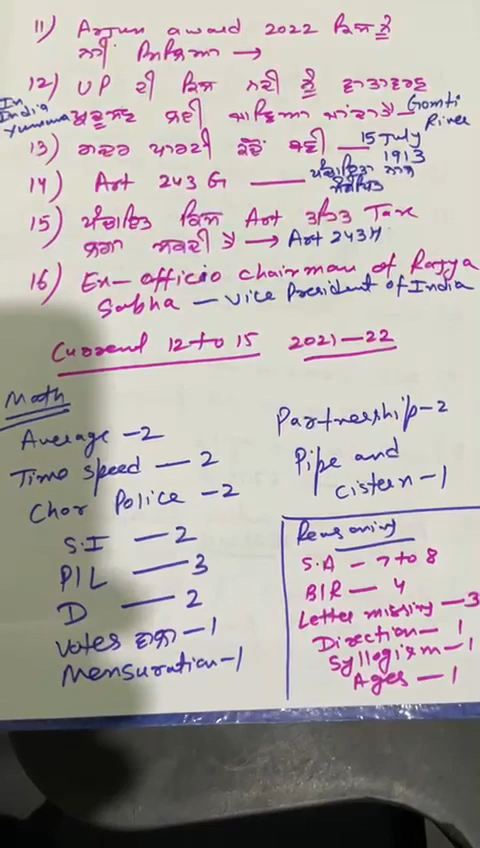 11) Arjun award 2022 ਕਿਸ ਨੂੰ
ਨਹੀਂ ਮਿਲਿਆ →
12) UP ਦੀ ਕਿਸ ਨਦੀ ਨੂੰ ਵਾਤਾਵਰਣ
In India Yumuna
ਨਦੀ ਆਖਿਆ ਜਾਂਦਾ ਹੈ — Gomti River
13) ਗਦਰ ਪਾਰਟੀ ਕਦੋਂ ਬਣੀ — 15 July 1913
14) Art 243 G — ਪੰਚਾਇਤਾ ਨਾਲ ਸੰਬੰਧਿਤ
15) ਪੰਚਾਇਤ ਕਿਸ Art ਤਹਿਤ Tax
ਲਗਾ ਸਕਦੀ ਹੈ → Art 243H
16) Ex-officio chairman of Rajya
Sabha — Vice President of India
Current 12 to 15 2021-22
Math
Average - 2
Time speed — 2
Chor Police - 2
S.I — 2
P/L — 3
D — 2
Votes ਵਾਲਾ - 1
Mensuration - 1
Partnership - 2
Pipe and
cistern - 1
Reasoning
S.A — 7 to 8
B/R — 4
Letter missing — 3
Direction — 1
Syllogism — 1
Ages — 1